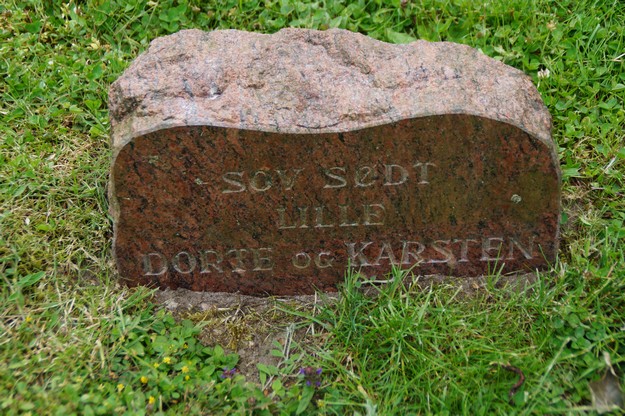 SOV SØDT
LILLE
DORTE OG KARSTEN